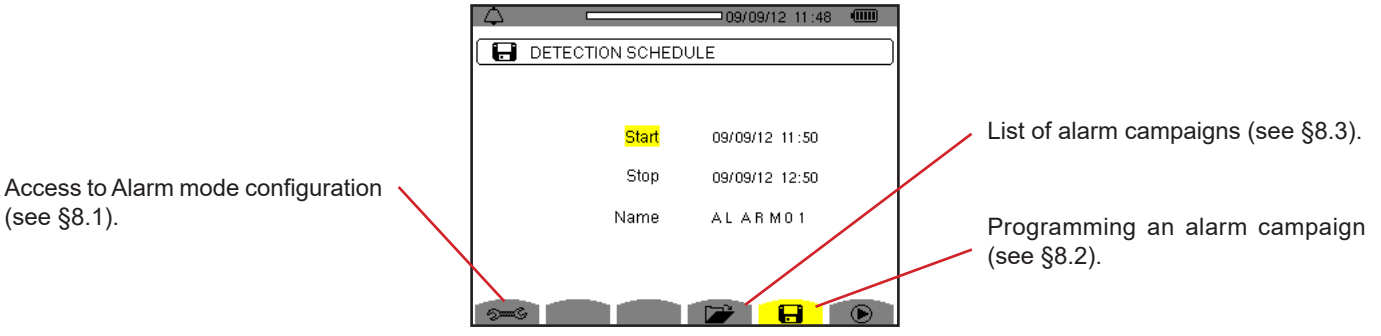 09/09/12 11:48
DETECTION SCHEDULE
Start 09/09/12 11:50
Stop 09/09/12 12:50
Name ALARM01
Access to Alarm mode configuration
(see §8.1).
List of alarm campaigns (see §8.3).
Programming an alarm campaign
(see §8.2).